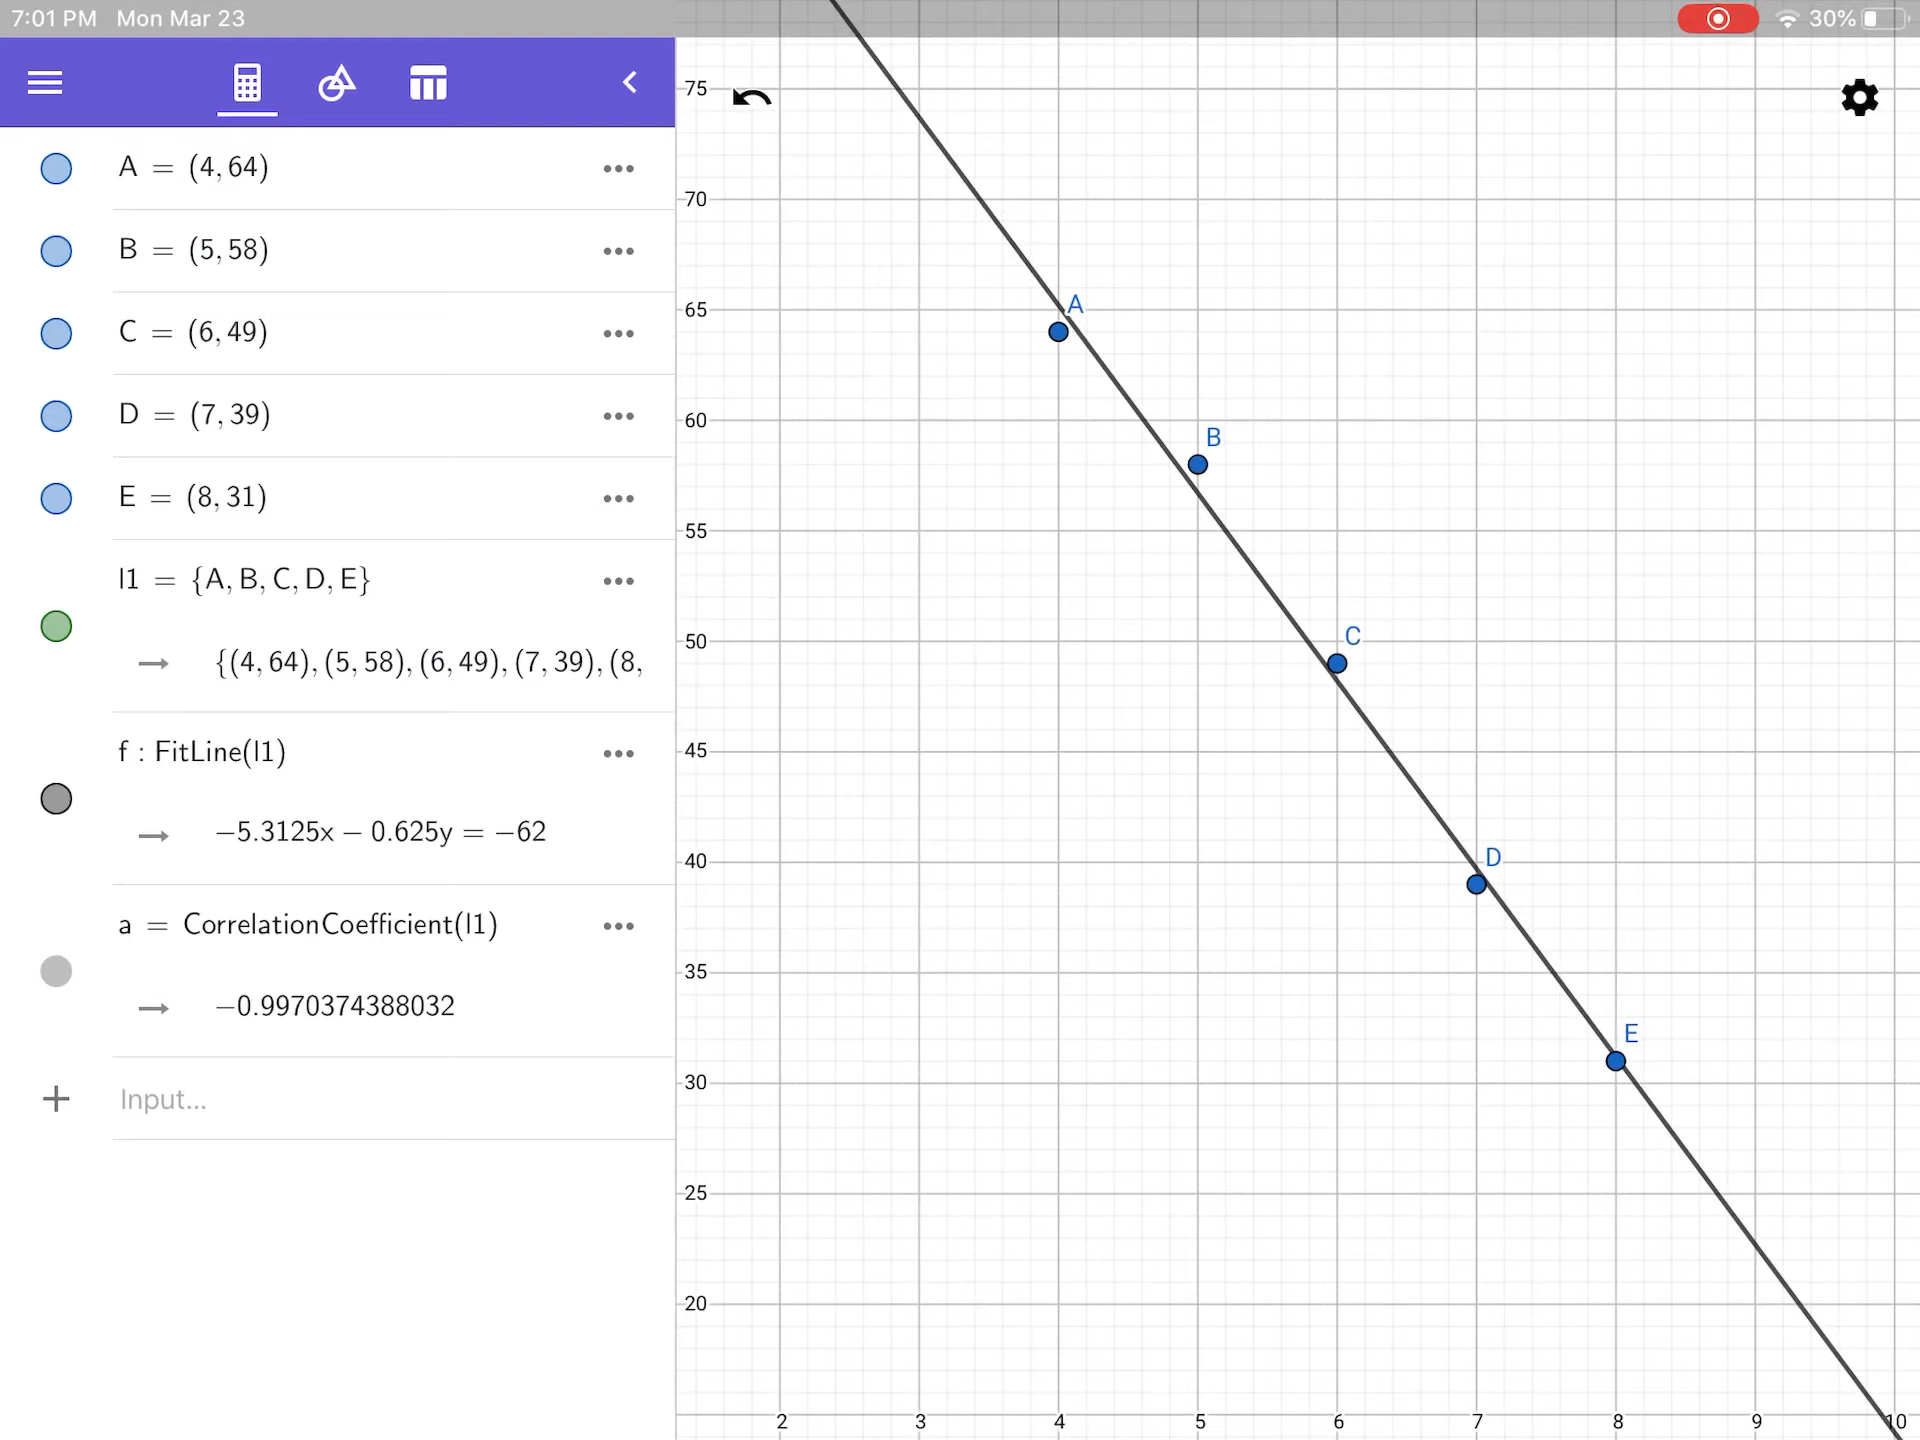 7:01 PM Mon Mar 23
30%
A = (4, 64)
B = (5, 58)
C = (6, 49)
D = (7, 39)
E = (8, 31)
l1 = {A, B, C, D, E}
→ {(4, 64), (5, 58), (6, 49), (7, 39), (8,
f : FitLine(l1)
→ −5.3125x − 0.625y = −62
a = CorrelationCoefficient(l1)
→ −0.9970374388032
+ Input...
75
70
65
60
55
50
45
40
35
30
25
20
2 3 4 5 6 7 8 9 10
A
B
C
D
E